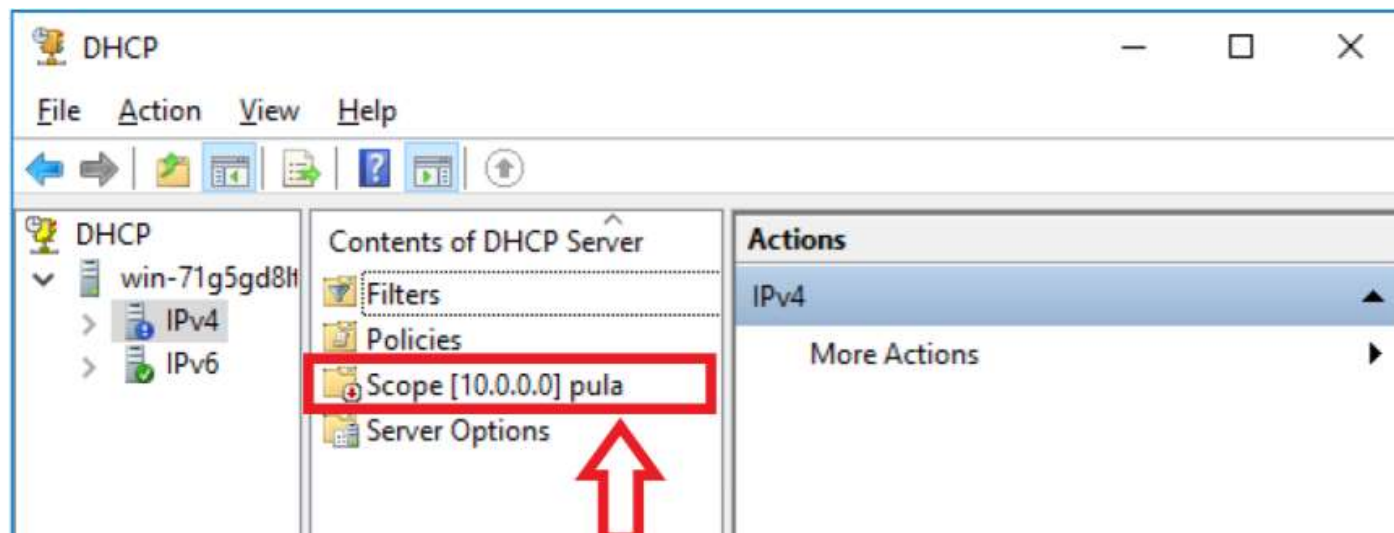 DHCP
File Action View Help
DHCP
win-71g5gd8lt
IPv4
IPv6
Contents of DHCP Server
Filters
Policies
Scope [10.0.0.0] pula
Server Options
Actions
IPv4
More Actions